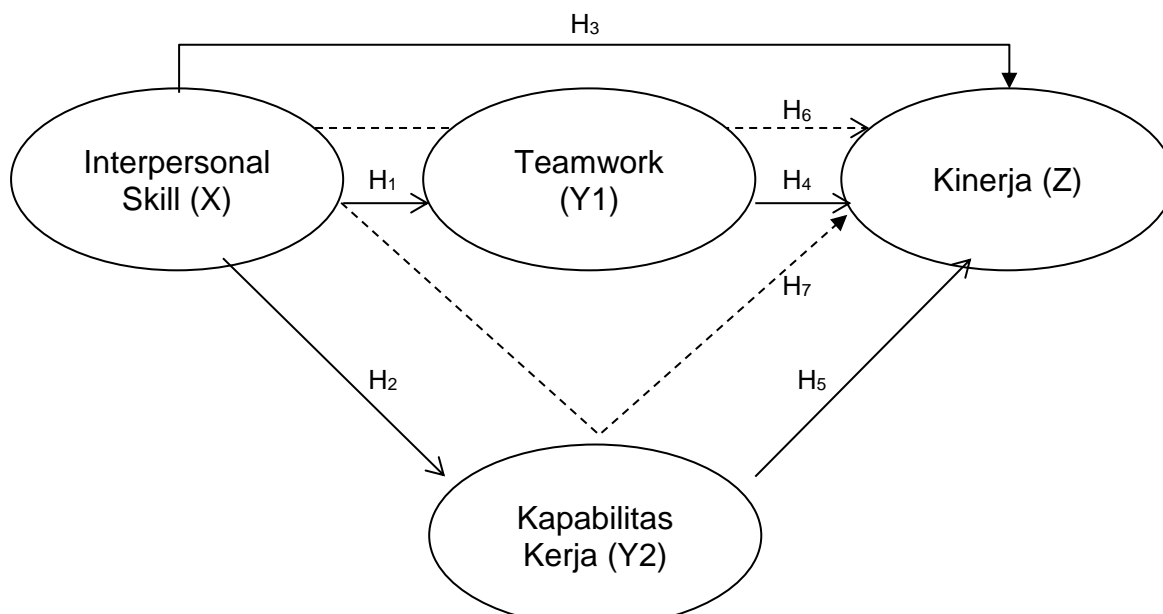 H₃
Interpersonal
Skill (X)
H₁
Teamwork
(Y1)
H₆
H₄
Kinerja (Z)
H₇
H₂
H₅
Kapabilitas
Kerja (Y2)